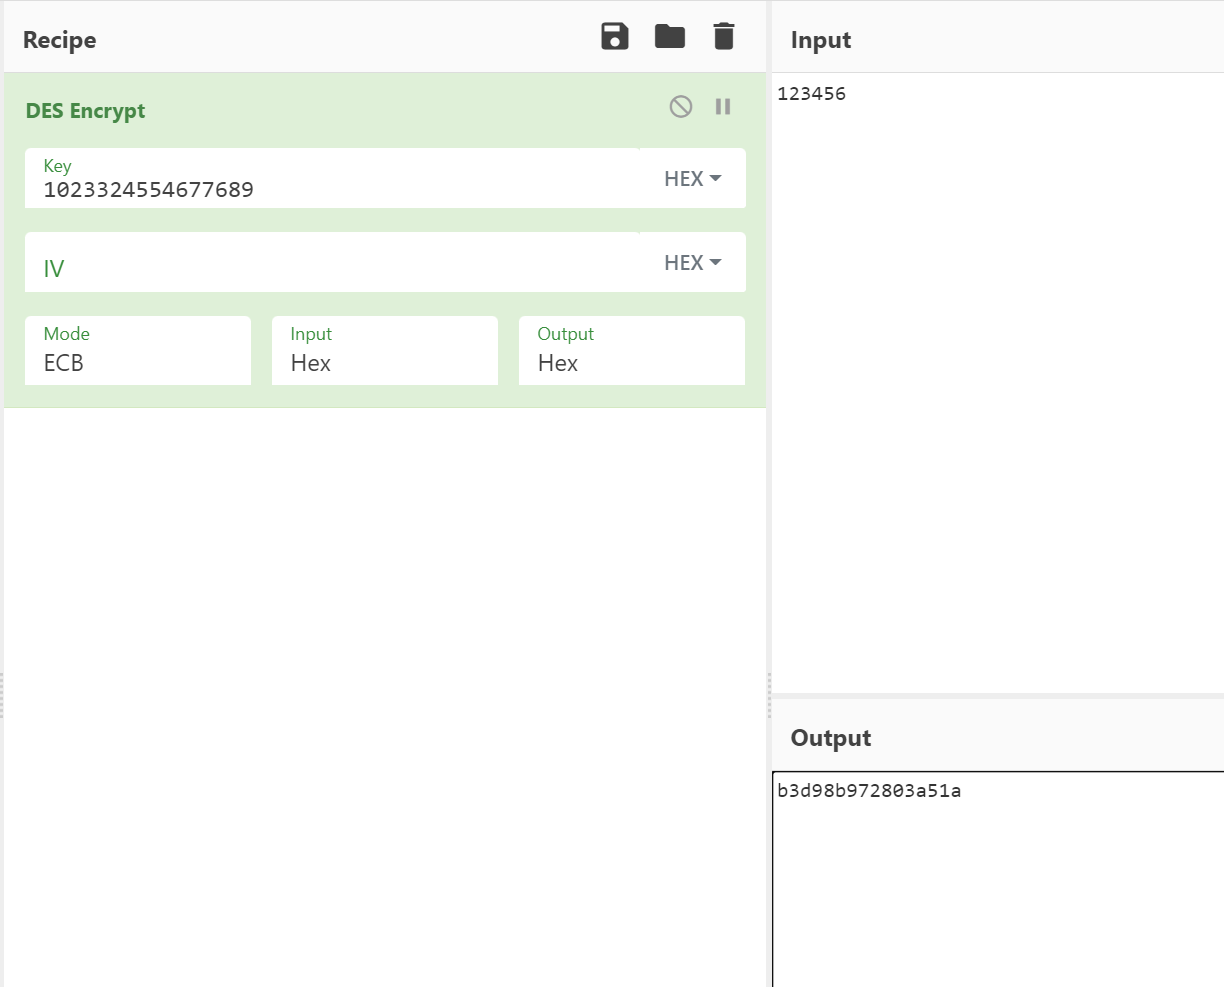 Recipe
DES Encrypt
Key
1023324554677689
HEX
IV
HEX
Mode
ECB
Input
Hex
Output
Hex
Input
123456
Output
b3d98b972803a51a